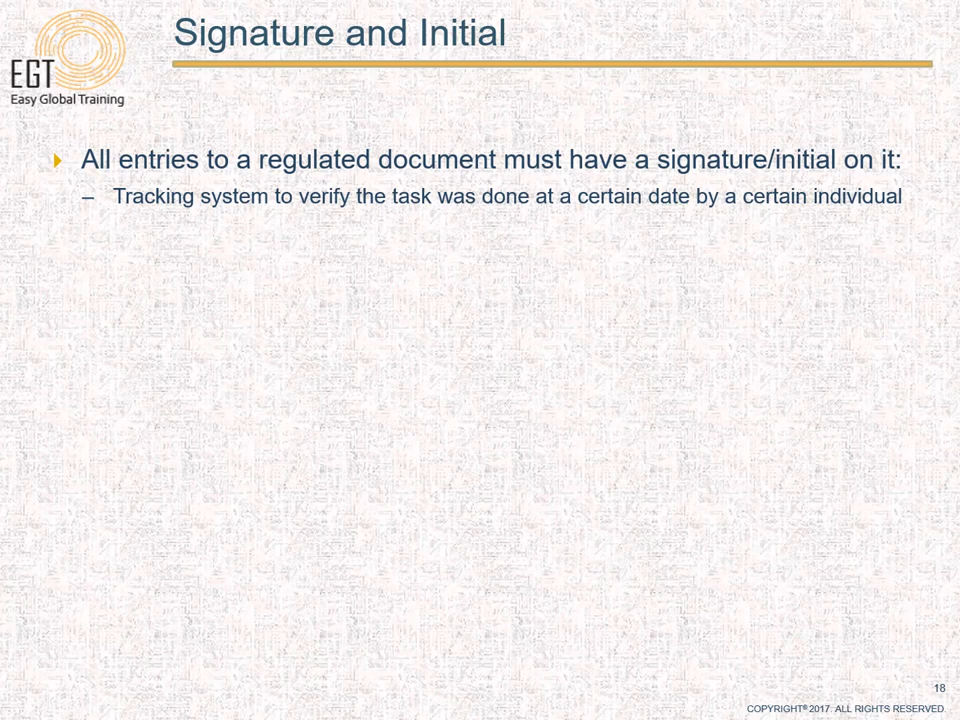 Signature and Initial
EGT
Easy Global Training
All entries to a regulated document must have a signature/initial on it:
– Tracking system to verify the task was done at a certain date by a certain individual
18
COPYRIGHT® 2017. ALL RIGHTS RESERVED.